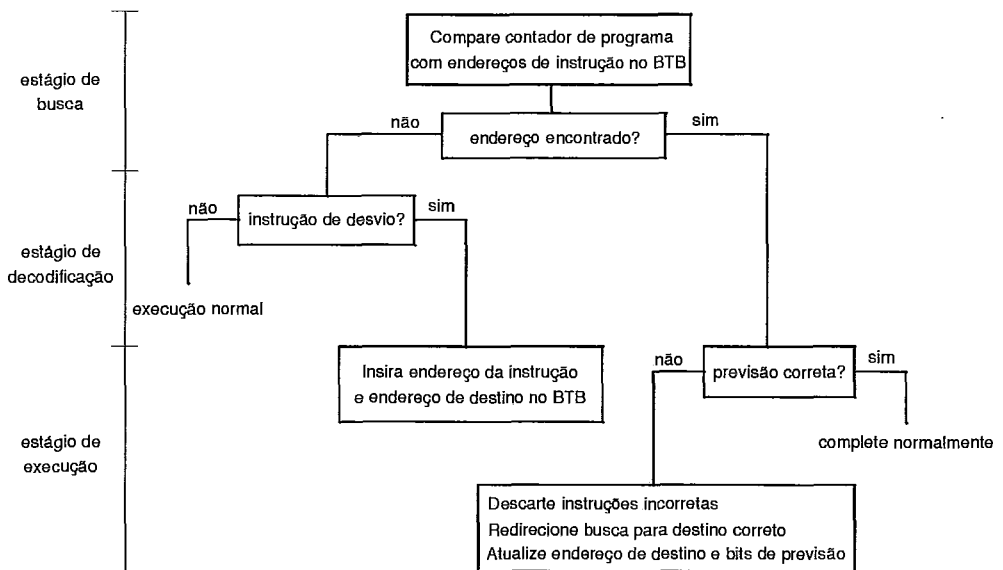 Compare contador de programa
com endereços de instrução no BTB
estágio de
busca
não
endereço encontrado?
sim
não
instrução de desvio?
sim
estágio de
decodificação
execução normal
Insira endereço da instrução
e endereço de destino no BTB
não
previsão correta?
sim
complete normalmente
estágio de
execução
Descarte instruções incorretas
Redirecione busca para destino correto
Atualize endereço de destino e bits de previsão